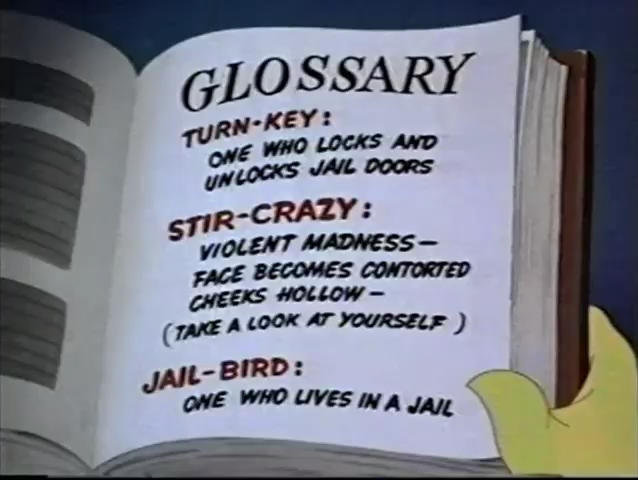 GLOSSARY
TURN-KEY:
ONE WHO LOCKS AND
UNLOCKS JAIL DOORS
STIR-CRAZY:
VIOLENT MADNESS—
FACE BECOMES CONTORTED
CHEEKS HOLLOW—
(TAKE A LOOK AT YOURSELF)
JAIL-BIRD:
ONE WHO LIVES IN A JAIL